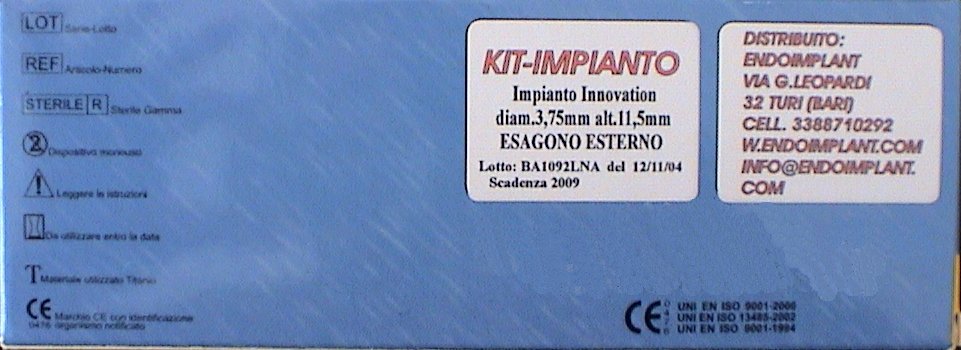 LOT Serie-Lotto
REF Articolo-Numero
STERILE R Sterile Gamma
2 Dispositivo monouso
Leggere le istruzioni
Da utilizzare entro la data
T Materiale utilizzato Titanio
CE Marchio CE con identificazione
0476 organismo notificato
KIT-IMPIANTO
Impianto Innovation
diam.3,75mm alt.11,5mm
ESAGONO ESTERNO
Lotto: BA1092LNA del 12/11/04
Scadenza 2009
DISTRIBUITO:
ENDOIMPLANT
VIA G.LEOPARDI
32 TURI (BARI)
CELL. 3388710292
W.ENDOIMPLANT.COM
INFO@ENDOIMPLANT.
COM
CE 0476
UNI EN ISO 9001-2000
UNI EN ISO 13485-2002
UNI EN ISO 9001-1994